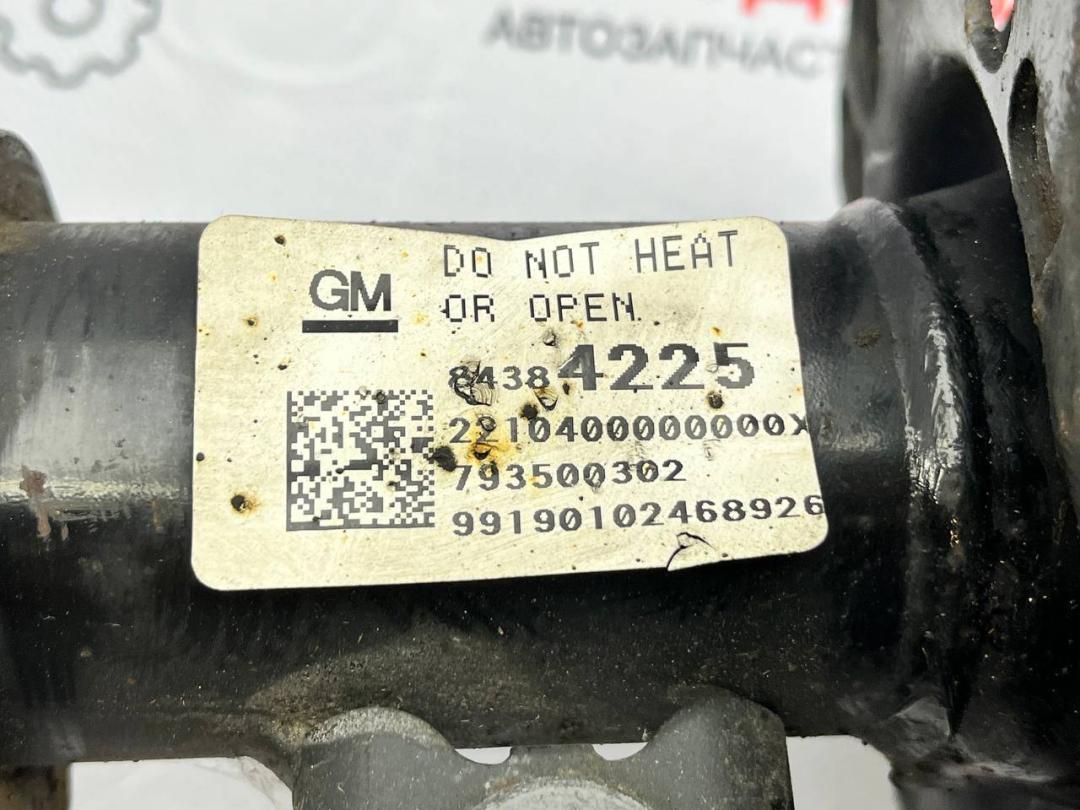 АВТОЗАПЧАСТ
GM
DO NOT HEAT
OR OPEN
84384225
2210400000000X
793500302
99190102468926